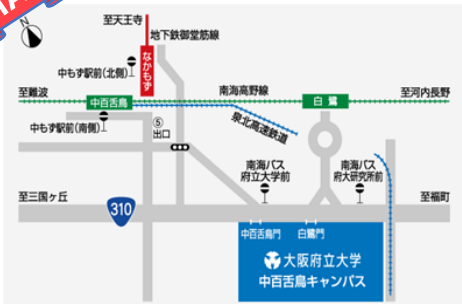 N
至天王寺
地下鉄御堂筋線
なかもず
中もず駅前(北側)
至難波
中百舌鳥
南海高野線
白鷺
至河内長野
中もず駅前(南側)
⑤
出口
泉北高速鉄道
南海バス
府立大学前
南海バス
府大研究所前
至三国ヶ丘
310
至福町
中百舌鳥門
白鷺門
大阪府立大学
中百舌鳥キャンパス